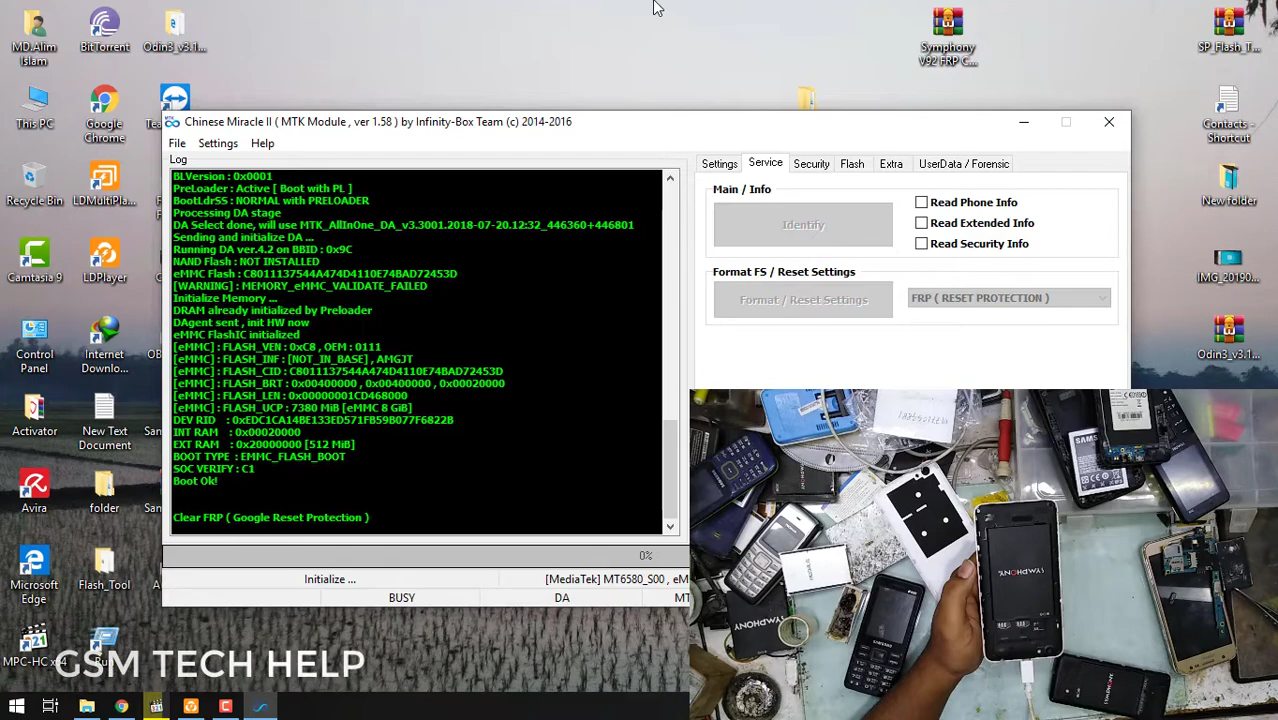 MD.Alim
Islam
BitTorrent
Odin3_v3.1...
Symphony
V92 FRP C...
SP_Flash_T...
This PC
Google
Chrome
Contacts -
Shortcut
Recycle Bin
LDMultiPla...
New folder
Camtasia 9
LDPlayer
IMG_20190...
Control
Panel
Internet
Downlo...
Odin3_v3.1...
Activator
New Text
Document
Avira
folder
Microsoft
Edge
Flash_Tool
MPC-HC x64
Chinese Miracle II ( MTK Module , ver 1.58 ) by Infinity-Box Team (c) 2014-2016
File Settings Help
Log
BLVersion : 0x0001
PreLoader : Active [ Boot with PL ]
BootLdrSS : NORMAL with PRELOADER
Processing DA stage
DA Select done, will use MTK_AllInOne_DA_v3.3001.2018-07-20.12:32_446360+446801
Sending and initialize DA ...
Running DA ver.4.2 on BBID : 0x9C
NAND Flash : NOT INSTALLED
eMMC Flash : C8011137544A474D4110E74BAD72453D
[WARNING] : MEMORY_eMMC_VALIDATE_FAILED
Initialize Memory ...
DRAM already initialized by Preloader
DAgent sent , init HW now
eMMC FlashIC initialized
[eMMC] : FLASH_VEN : 0xC8 , OEM : 0111
[eMMC] : FLASH_INF : [NOT_IN_BASE] , AMGJT
[eMMC] : FLASH_CID : C8011137544A474D4110E74BAD72453D
[eMMC] : FLASH_BRT : 0x00400000 , 0x00400000 , 0x00020000
[eMMC] : FLASH_LEN : 0x00000001CD468000
[eMMC] : FLASH_UCP : 7380 MiB [eMMC 8 GiB]
DEV RID : 0xEDC1CA14BE133ED571FB59B077F6822B
INT RAM : 0x00020000
EXT RAM : 0x20000000 [512 MiB]
BOOT TYPE : EMMC_FLASH_BOOT
SOC VERIFY : C1
Boot Ok!
Clear FRP ( Google Reset Protection )
0%
Initialize ...
[MediaTek] MT6580_S00 , eM
BUSY
DA
MT
Settings Service Security Flash Extra UserData / Forensic
Main / Info
Identify
Read Phone Info
Read Extended Info
Read Security Info
Format FS / Reset Settings
Format / Reset Settings
FRP ( RESET PROTECTION )
SYMPHONY
SAMSUNG
SYMPHONY
GSM TECH HELP